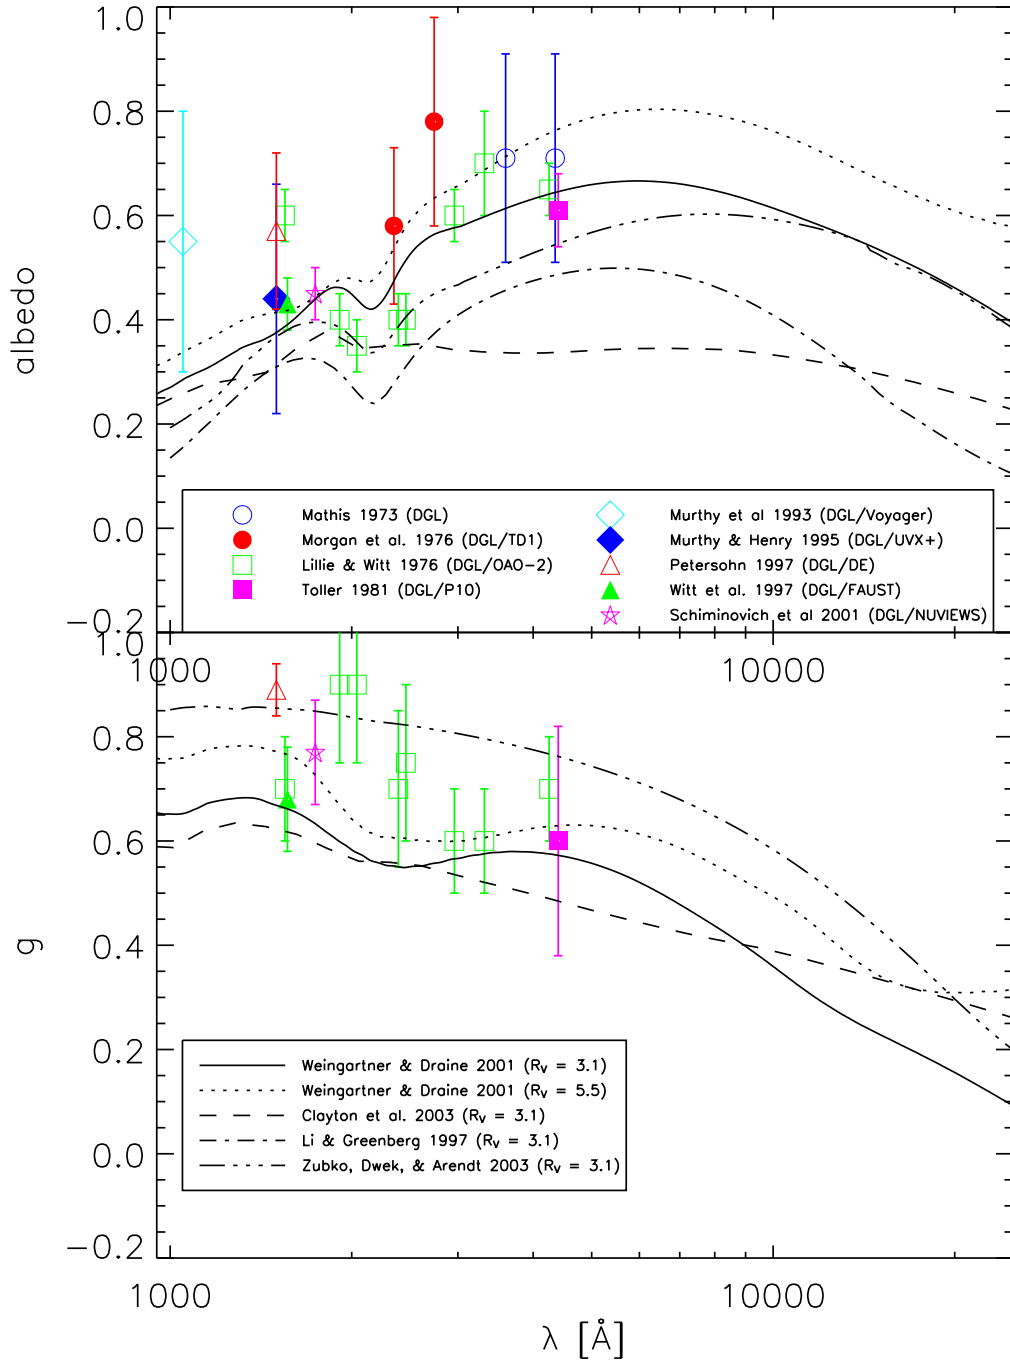 1.0
0.8
0.6
0.4
0.2
0.0
−0.2
albedo
Mathis 1973 (DGL)
Morgan et al. 1976 (DGL/TD1)
Lillie & Witt 1976 (DGL/OAO−2)
Toller 1981 (DGL/P10)
Murthy et al 1993 (DGL/Voyager)
Murthy & Henry 1995 (DGL/UVX+)
Petersohn 1997 (DGL/DE)
Witt et al. 1997 (DGL/FAUST)
Schiminovich et al 2001 (DGL/NUVIEWS)
1000
10000
1.0
0.8
0.6
0.4
0.2
0.0
−0.2
g
Weingartner & Draine 2001 (Rv = 3.1)
Weingartner & Draine 2001 (Rv = 5.5)
Clayton et al. 2003 (Rv = 3.1)
Li & Greenberg 1997 (Rv = 3.1)
Zubko, Dwek, & Arendt 2003 (Rv = 3.1)
1000
10000
λ [Å]